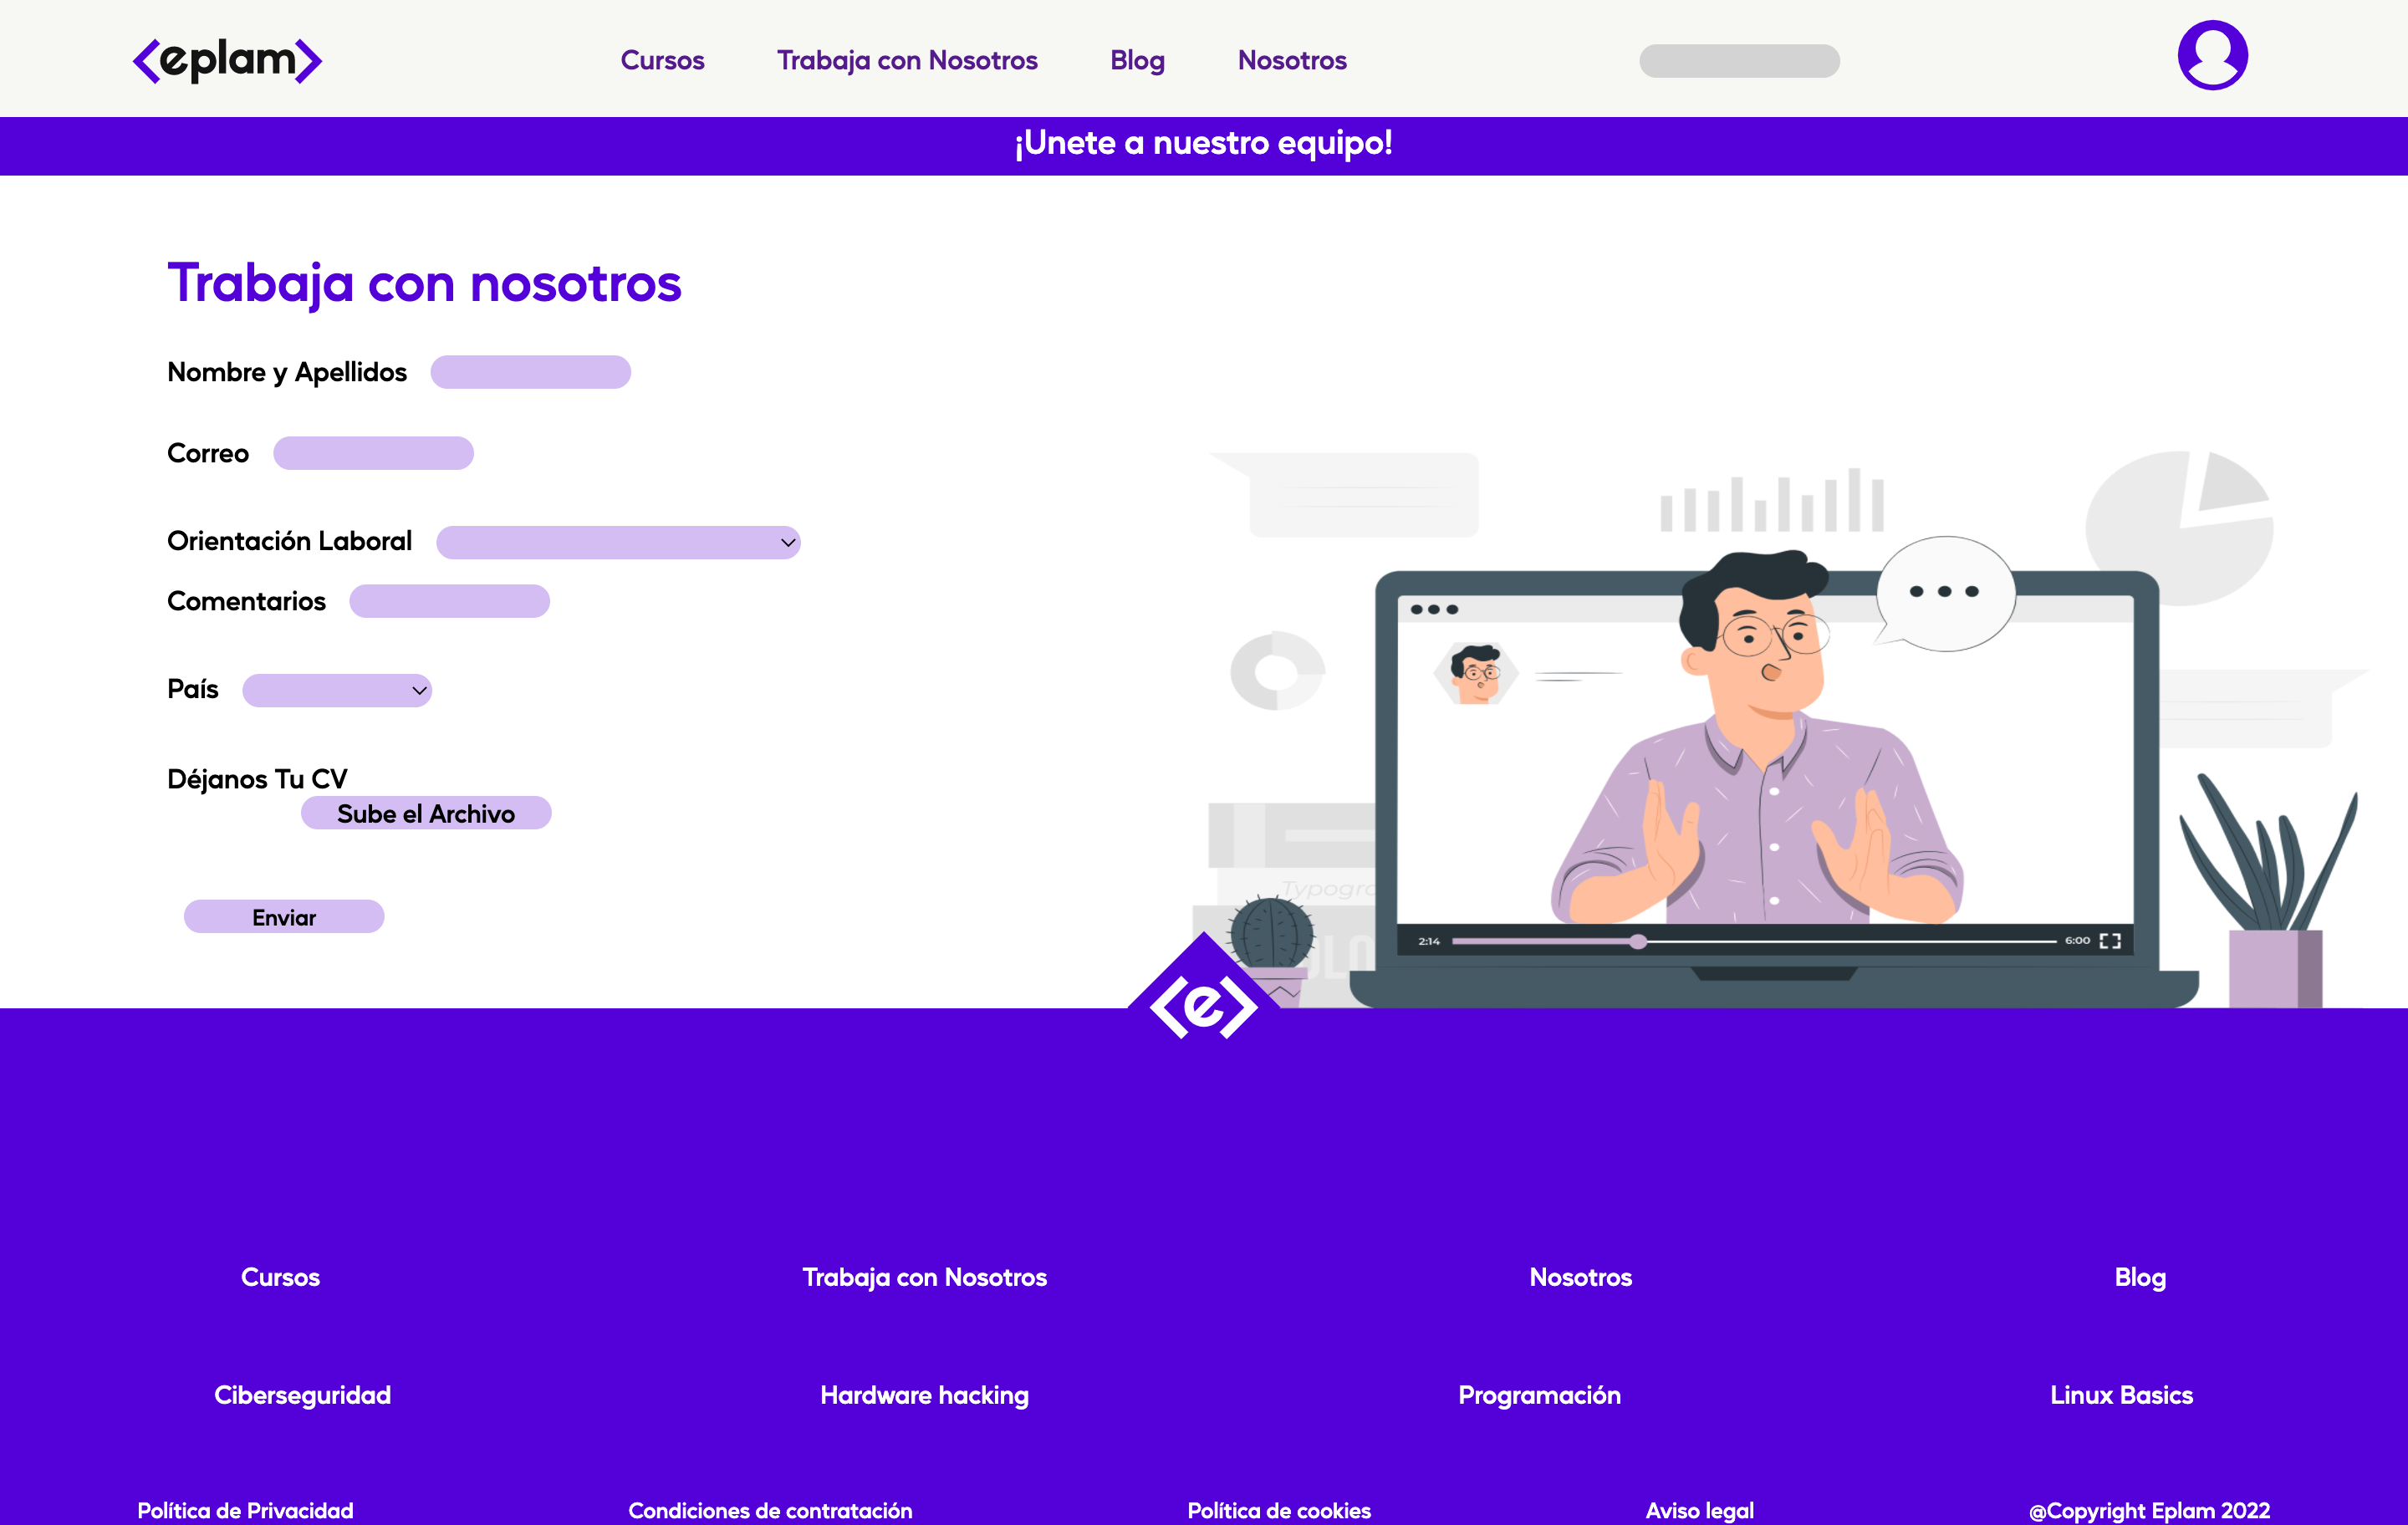 <eplam>
Cursos Trabaja con Nosotros Blog Nosotros
¡Unete a nuestro equipo!
Trabaja con nosotros
Nombre y Apellidos
Correo
Orientación Laboral
Comentarios
País
Déjanos Tu CV
Sube el Archivo
Enviar
Typogra
2:14 6:00
<e>
Cursos Trabaja con Nosotros Nosotros Blog
Ciberseguridad Hardware hacking Programación Linux Basics
Política de Privacidad Condiciones de contratación Política de cookies Aviso legal @Copyright Eplam 2022